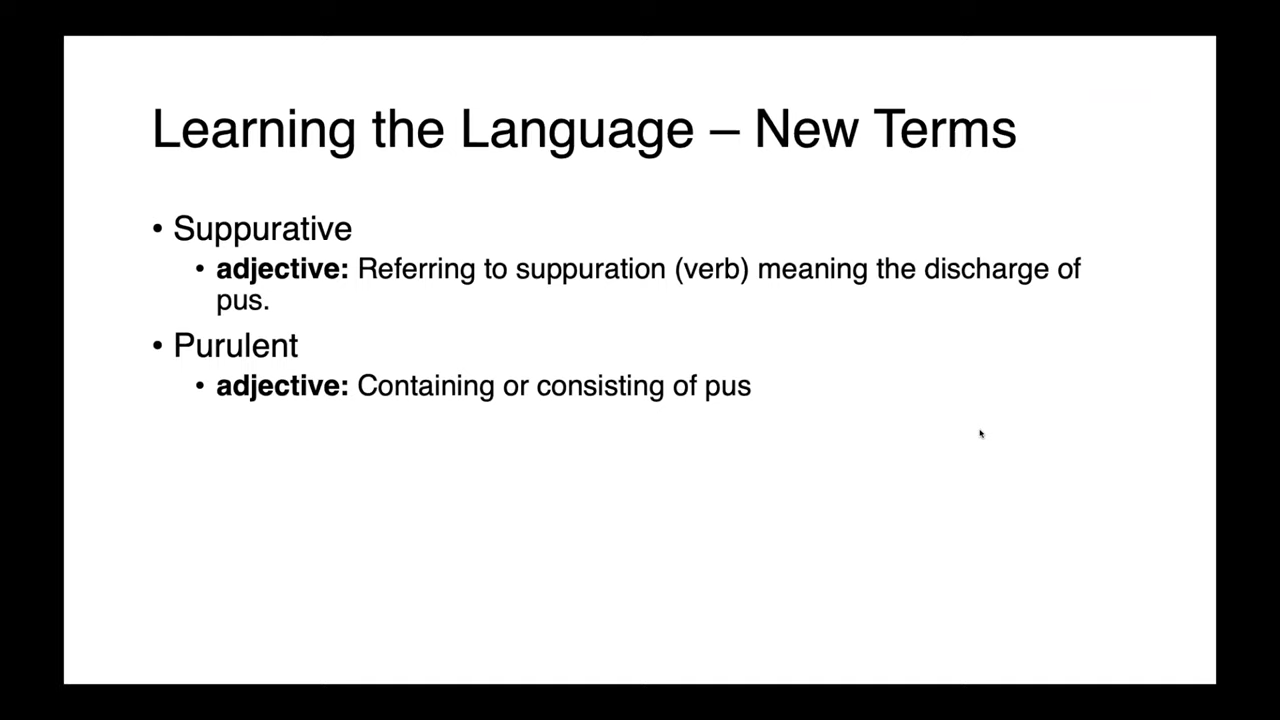 Learning the Language – New Terms
• Suppurative
• adjective: Referring to suppuration (verb) meaning the discharge of
pus.
• Purulent
• adjective: Containing or consisting of pus